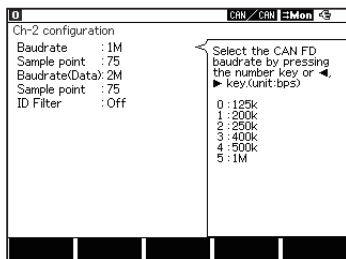 0 CAN/CAN ⇄Mon
Ch-2 configuration
Baudrate : 1M
Sample point : 75
Baudrate(Data): 2M
Sample point : 75
ID Filter : Off
Select the CAN FD
baudrate by pressing
the number key or ◀,
▶ key.(unit:bps)
0 : 125k
1 : 200k
2 : 250k
3 : 400k
4 : 500k
5 : 1M